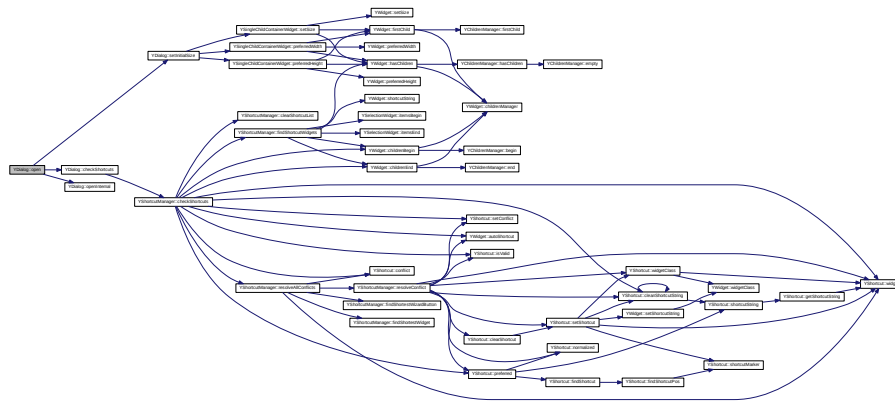 YWidget::setSize
YSingleChildContainerWidget::setSize
YWidget::firstChild
YChildrenManager::firstChild
YSingleChildContainerWidget::preferredWidth
YWidget::preferredWidth
YDialog::setInitialSize
YSingleChildContainerWidget::preferredHeight
YWidget::hasChildren
YChildrenManager::hasChildren
YChildrenManager::empty
YWidget::preferredHeight
YWidget::shortcutString
YWidget::childrenManager
YShortcutManager::clearShortcutList
YSelectionWidget::itemsBegin
YShortcutManager::findShortcutWidgets
YSelectionWidget::itemsEnd
YWidget::childrenBegin
YChildrenManager::begin
YWidget::childrenEnd
YChildrenManager::end
YDialog::open
YDialog::checkShortcuts
YDialog::openInternal
YShortcutManager::checkShortcuts
YShortcut::setConflict
YWidget::autoShortcut
YShortcut::isValid
YShortcut::conflict
YShortcut::widgetClass
YShortcut::widg
YShortcutManager::resolveAllConflicts
YShortcutManager::resolveConflict
YWidget::widgetClass
YShortcut::cleanShortcutString
YShortcut::getShortcutString
YShortcutManager::findShortestWizardButton
YShortcut::shortcutString
YWidget::setShortcutString
YShortcutManager::findShortestWidget
YShortcut::setShortcut
YShortcut::clearShortcut
YShortcut::normalized
YShortcut::shortcutMarker
YShortcut::preferred
YShortcut::findShortcut
YShortcut::findShortcutPos